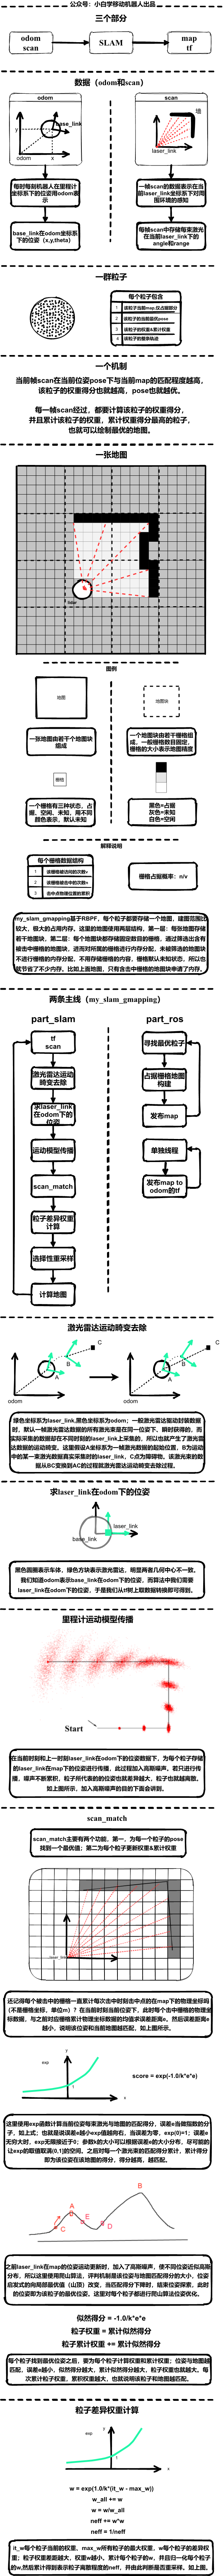 公众号：小白学移动机器人出品
三个部分
odom
scan
SLAM
map
tf
数据（odom和scan）
odom
y
base_link
odom
x
每时每刻机器人在里程计
坐标系下的位姿用odom表
示
base_link在odom坐标系
下的位姿（x,y,theta）
scan
墙
laser_link
一帧scan的数据表示在当
前laser_link坐标系下对周
围环境的感知
每帧scan中存储每束激光
在当前laser_link下的
angle和range
一群粒子
每个粒子包含
1
该粒子当前map 仅占据部分
2
该粒子的当前最优pose
3
该粒子的权重&累计权重
4
该粒子的整条轨迹
一个机制
当前帧scan在当前位姿pose下与当前map的匹配程度越高，
该粒子的权重得分也就越高，pose也就越优。
每一帧scan经过，都要计算该粒子的权重得分，
并且累计该粒子的权重，累计权重得分最高的粒子，
也就可以绘制最优的地图。
一张地图
laser
图例
地图
地图块
一张地图由若干个地图块
组成
一个地图块由若干栅格组
成，一般栅格数目固定，
栅格的大小表示地图精度
栅格
一个栅格有三种状态，占
据、空闲、未知，用不同
颜色表示，默认未知
黑色=占据
灰色=未知
白色=空闲
解释说明
每个栅格数据结构
1
该栅格被访问的次数v
2
该栅格被击中的次数n
3
击中点物理位置的累积
栅格占据概率：n/v
my_slam_gmapping基于RBPF，每个粒子都要存储一个地图，建图范围比
较大，极大的占用内存。这里的地图使用两层结构，第一层：每张地图存储
若干地图块，第二层：每个地图块都存储固定数目的栅格，通过筛选出含有
被击中栅格的地图块，进而对所属的栅格进行内存分配，未被筛选的地图块
不进行栅格的内存分配，不用存储栅格的内容，栅格默认未知状态，所以也
就节省了不少内存。比如上面地图，只有含击中栅格的地图块申请了内存。
两条主线（my_slam_gmapping）
part_slam
part_ros
tf
scan
激光雷达运动
畸变去除
求laser_link
在odom下的
位姿
运动模型传播
scan_match
粒子差异权重
计算
选择性重采样
计算地图
寻找最优粒子
占据栅格地图
构建
发布map
单独线程
发布map to
odom的tf
激光雷达运动畸变去除
odom
A
B
C
odom
A
B
C
绿色坐标系为laser_link,黑色坐标系为odom；一般激光雷达驱动封装数据
时，默认一帧激光雷达数据的所有激光束是在同一位姿下、瞬时获得的，而
实际采集的数据却在不同时刻的laser_link上采集的，所以也就产生了激光雷
达数据的运动畸变。这里假设A坐标系为一帧激光数据的起始位置，B为运动
中的某一束激光数据真实采集时的laser_link，C点为障碍物。该激光束的数
据从BC变换到AC的过程就激光雷达运动畸变去除过程。
求laser_link在odom下的位姿
laser_link
base_link
黑色圆圈表示车体，绿色方块表示激光雷达，明显两者几何中心不一致。
我们知道odom表示base_link在odom下的位姿，而算法中我们需要
laser_link在odom下的位姿，于是我们从tf树上取数据转换即可得到。
里程计运动模型传播
Start
在当前时刻和上一时刻laser_link在odom下的位姿数据下，为每个粒子存储
的laser_link在map下的位姿进行传播，此过程加入高斯噪声，若只进行传
播，噪声不断累积，粒子所代表的位姿也就差异越大，粒子也就越离散。
如上图所示，加入高斯噪声的目的下面会讲到。
scan_match
scan_match主要有两个功能，第一，为每一个粒子的pose
找到一个最优值；第二为每个粒子更新权重&累计权重
laser_link
还记得每个被击中的栅格一直累计每次击中时刻击中点的在map下的物理坐标吗
（不是栅格坐标，单位m）？在当前时刻当前位姿下，此时每个击中栅格的物理坐
标数据，与之前对应栅格累计物理坐标数据的均值求误差距离e。然后误差距离e
越小，说明该位姿和当前地图越匹配，如上图所示。
exp
y
1
x
score = exp(-1.0/k*e*e)
这里使用exp函数计算当前位姿每束激光与地图的匹配得分，误差e当做指数的分
子，如上式；也就是说误差e越小exp值越向右。当误差为零，exp(0)=1；误差e
无穷大时，exp无限接近于0；参数k的大小可以根据误差e的大小分布，尽可能的
让exp的取值取满(0,1)的空间。之后对每一个激光束的匹配得分累计，累计得分
即为该位姿在该地图的得分，得分越高，越匹配。
A
B
C
D
E
之前laser_link在map的位姿运动更新时，加入了高斯噪声，使不同位姿近似高斯
分布，所以这里使用爬山算法，评判机制是该位姿与地图匹配得分的大小，位姿
启发式的向局部最优值（山顶）改变，当匹配得分下降时，结束位姿探索，此时
的位姿即为该粒子的最优位姿。这里对每个粒子都进行爬山算法位姿优化。
似然得分 = -1.0/k*e*e
粒子权重 = 累计似然得分
粒子累计权重 += 累计似然得分
每个粒子找到最优位姿之后，要为每个粒子计算权重和累计权重；位姿与地图越
匹配，误差e越小，似然得分越大，累计似然得分越大，粒子权重也就越大。每
次累计粒子权重，累积权重越大，也就说明该粒子和地图越匹配。
粒子差异权重计算
exp
y
1
x
w = exp(1.0/k*(it_w - max_w))
w_all += w
w = w/w_all
neff += w*w
neff = 1/neff
it_w每个粒子当前的权重，max_w所有粒子的最大权重，w每个粒子的差异权
重；粒子权重差距越大，权重w越小，累计每个粒子的w，并且归一化每个粒子
的w,然后累计得到表示粒子离散程度的neff，并由此判断是否重采样。如上图。